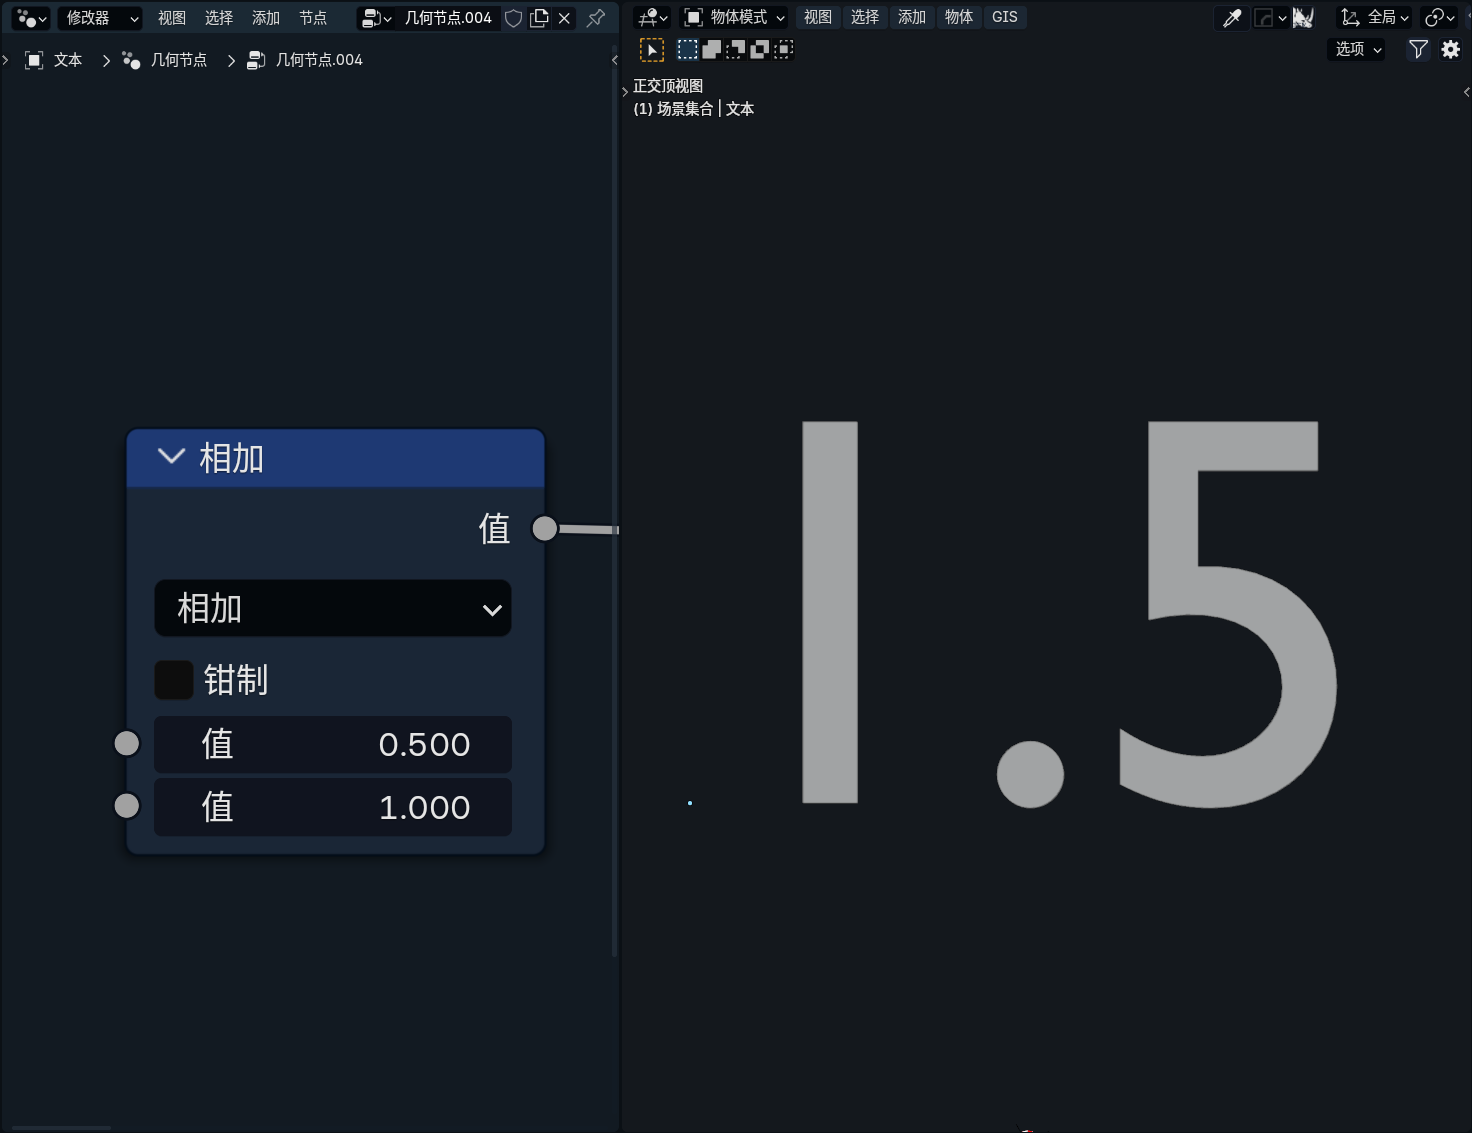 修改器 视图 选择 添加 节点 几何节点.004
文本 几何节点 几何节点.004
相加
值
相加
钳制
值 0.500
值 1.000
物体模式 视图 选择 添加 物体 GIS 全局
选项
正交顶视图
(1) 场景集合 | 文本
1.5